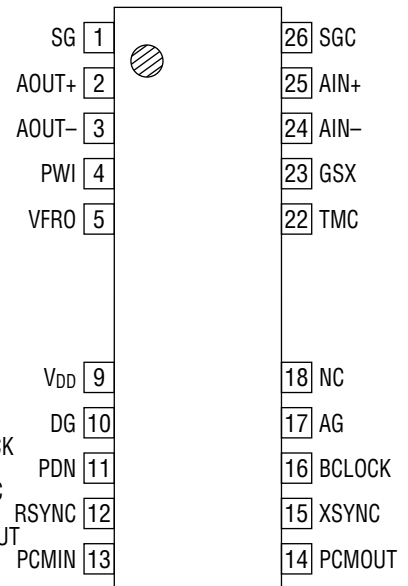 SG 1
26 SGC
AOUT+ 2
25 AIN+
AOUT– 3
24 AIN–
PWI 4
23 GSX
VFRO 5
22 TMC
VDD 9
18 NC
DG 10
17 AG
PDN 11
16 BCLOCK
RSYNC 12
15 XSYNC
PCMIN 13
14 PCMOUT